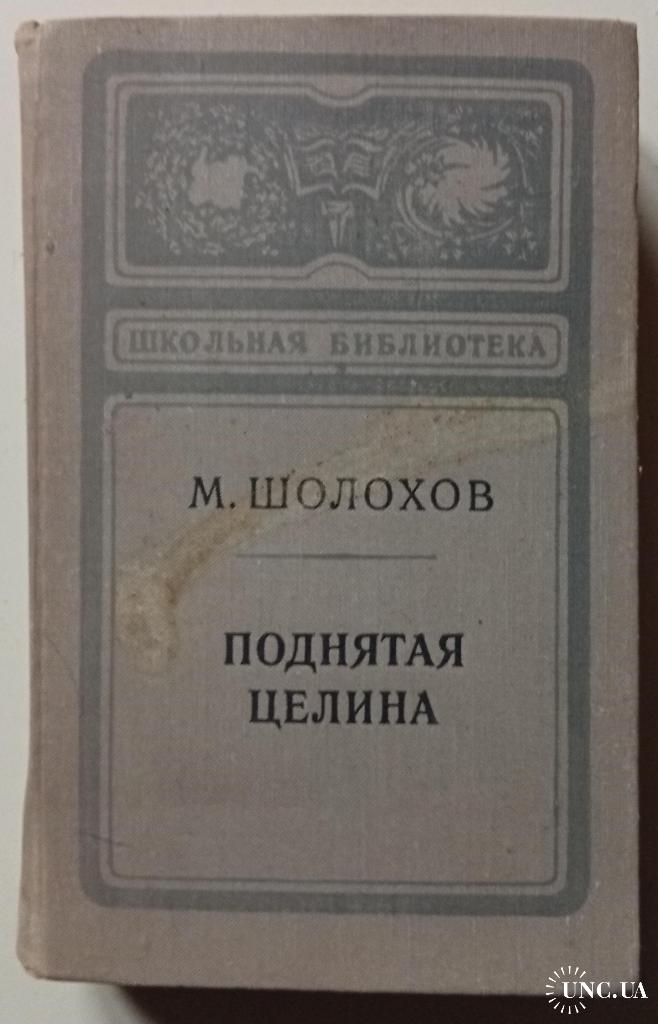 ШКОЛЬНАЯ БИБЛИОТЕКА
М. ШОЛОХОВ
ПОДНЯТАЯ
ЦЕЛИНА
UNC.UA